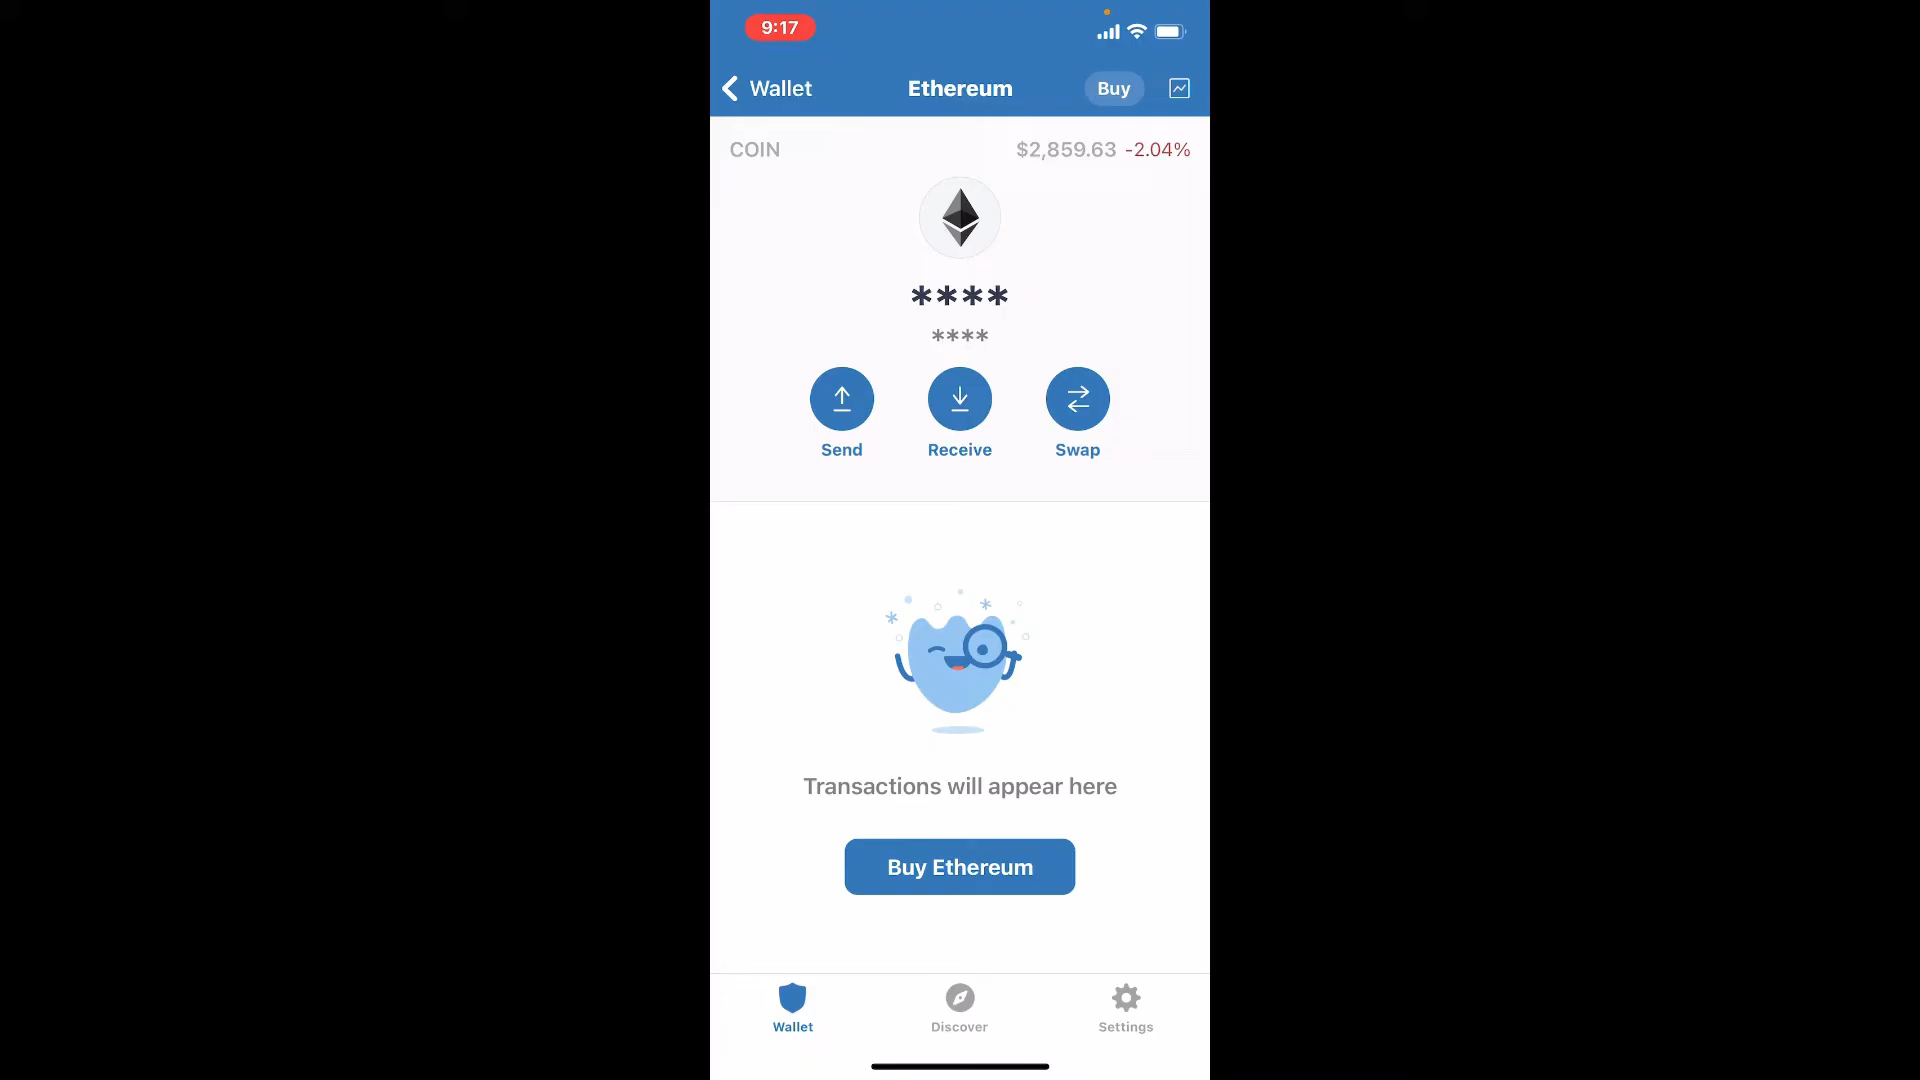 9:17
Wallet
Ethereum
Buy
COIN
$2,859.63 -2.04%
****
****
Send
Receive
Swap
Transactions will appear here
Buy Ethereum
Wallet
Discover
Settings